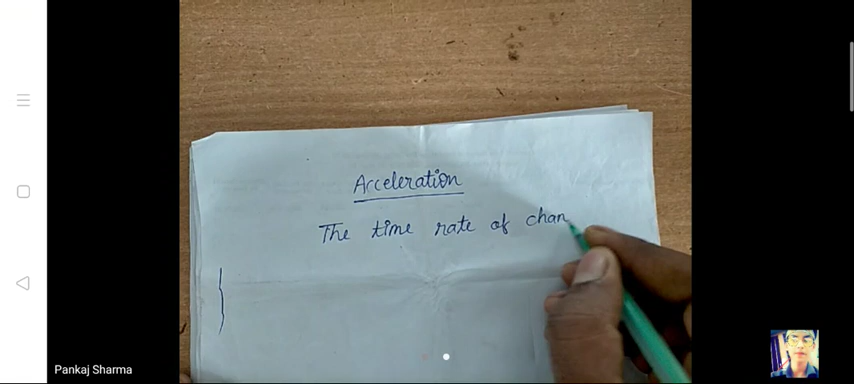 Acceleration
The time rate of chan
Pankaj Sharma